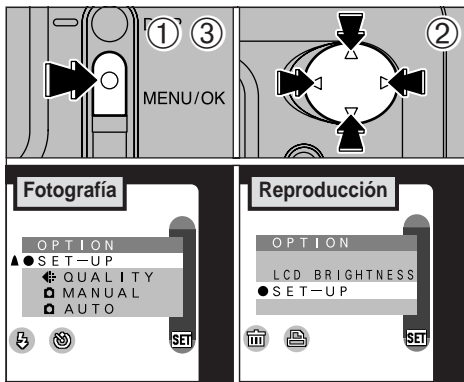 ① ③
②
MENU/OK
Fotografía
OPTION
SET-UP
QUALITY
MANUAL
AUTO
SET
Reproducción
OPTION
LCD BRIGHTNESS
SET-UP
SET